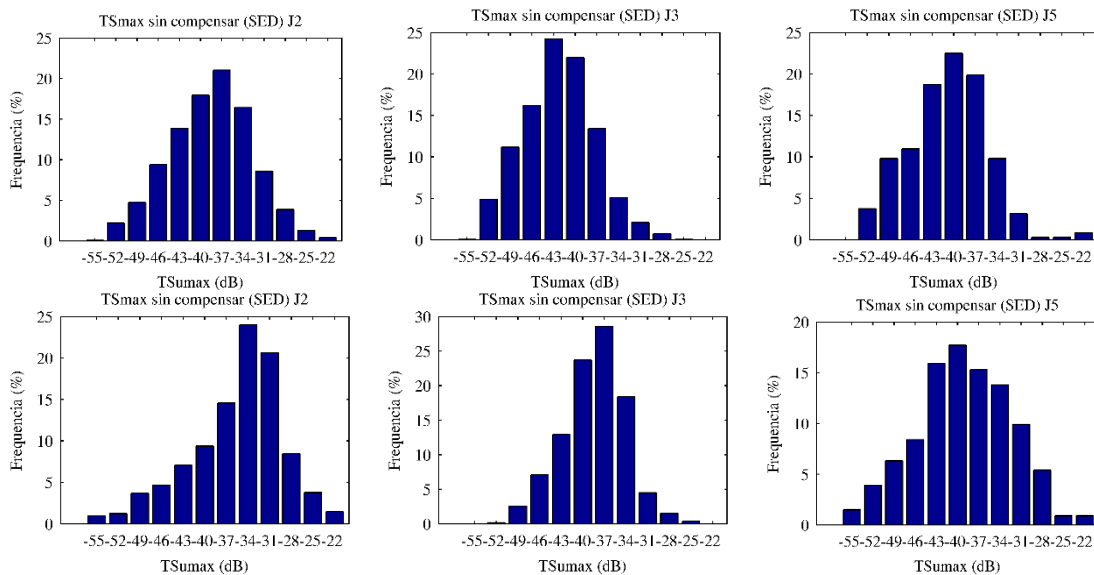 TSmax sin compensar (SED) J2
25
20
15
10
5
0
Frequencia (%)
-55-52-49-46-43-40-37-34-31-28-25-22
TSumax (dB)
TSmax sin compensar (SED) J3
25
20
15
10
5
0
Frequencia (%)
-55-52-49-46-43-40-37-34-31-28-25-22
TSumax (dB)
TSmax sin compensar (SED) J5
25
20
15
10
5
0
Frequencia (%)
-55-52-49-46-43-40-37-34-31-28-25-22
TSumax (dB)
TSmax sin compensar (SED) J2
25
20
15
10
5
0
Frequencia (%)
-55-52-49-46-43-40-37-34-31-28-25-22
TSumax (dB)
TSmax sin compensar (SED) J3
30
25
20
15
10
5
0
Frequencia (%)
-55-52-49-46-43-40-37-34-31-28-25-22
TSumax (dB)
TSmax sin compensar (SED) J5
20
15
10
5
0
Frequencia (%)
-55-52-49-46-43-40-37-34-31-28-25-22
TSumax (dB)